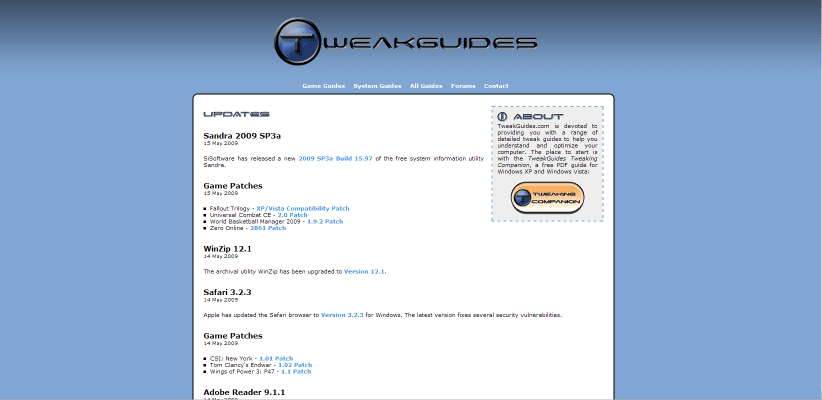 TWEAKGUIDES
Game Guides System Guides All Guides Forums Contact
UPDATES
Sandra 2009 SP3a
15 May 2009
SiSoftware has released a new 2009 SP3a Build 15.97 of the free system information utility
Sandra.
Game Patches
15 May 2009
Fallout Trilogy - XP/Vista Compatibility Patch
Universal Combat CE - 2.0 Patch
World Basketball Manager 2009 - 1.9.2 Patch
Zero Online - 2861 Patch
WinZip 12.1
14 May 2009
The archival utility WinZip has been upgraded to Version 12.1.
Safari 3.2.3
14 May 2009
Apple has updated the Safari browser to Version 3.2.3 for Windows. The latest version fixes several security vulnerabilities.
Game Patches
14 May 2009
CSI: New York - 1.01 Patch
Tom Clancy's Endwar - 1.02 Patch
Wings of Power 3: P47 - 1.1 Patch
Adobe Reader 9.1.1
ABOUT
TweakGuides.com is devoted to
providing you with a range of
detailed tweak guides to help you
understand and optimize your
computer. The place to start is
with the TweakGuides Tweaking
Companion, a free PDF guide for
Windows XP and Windows Vista:
TWEAKING
COMPANION